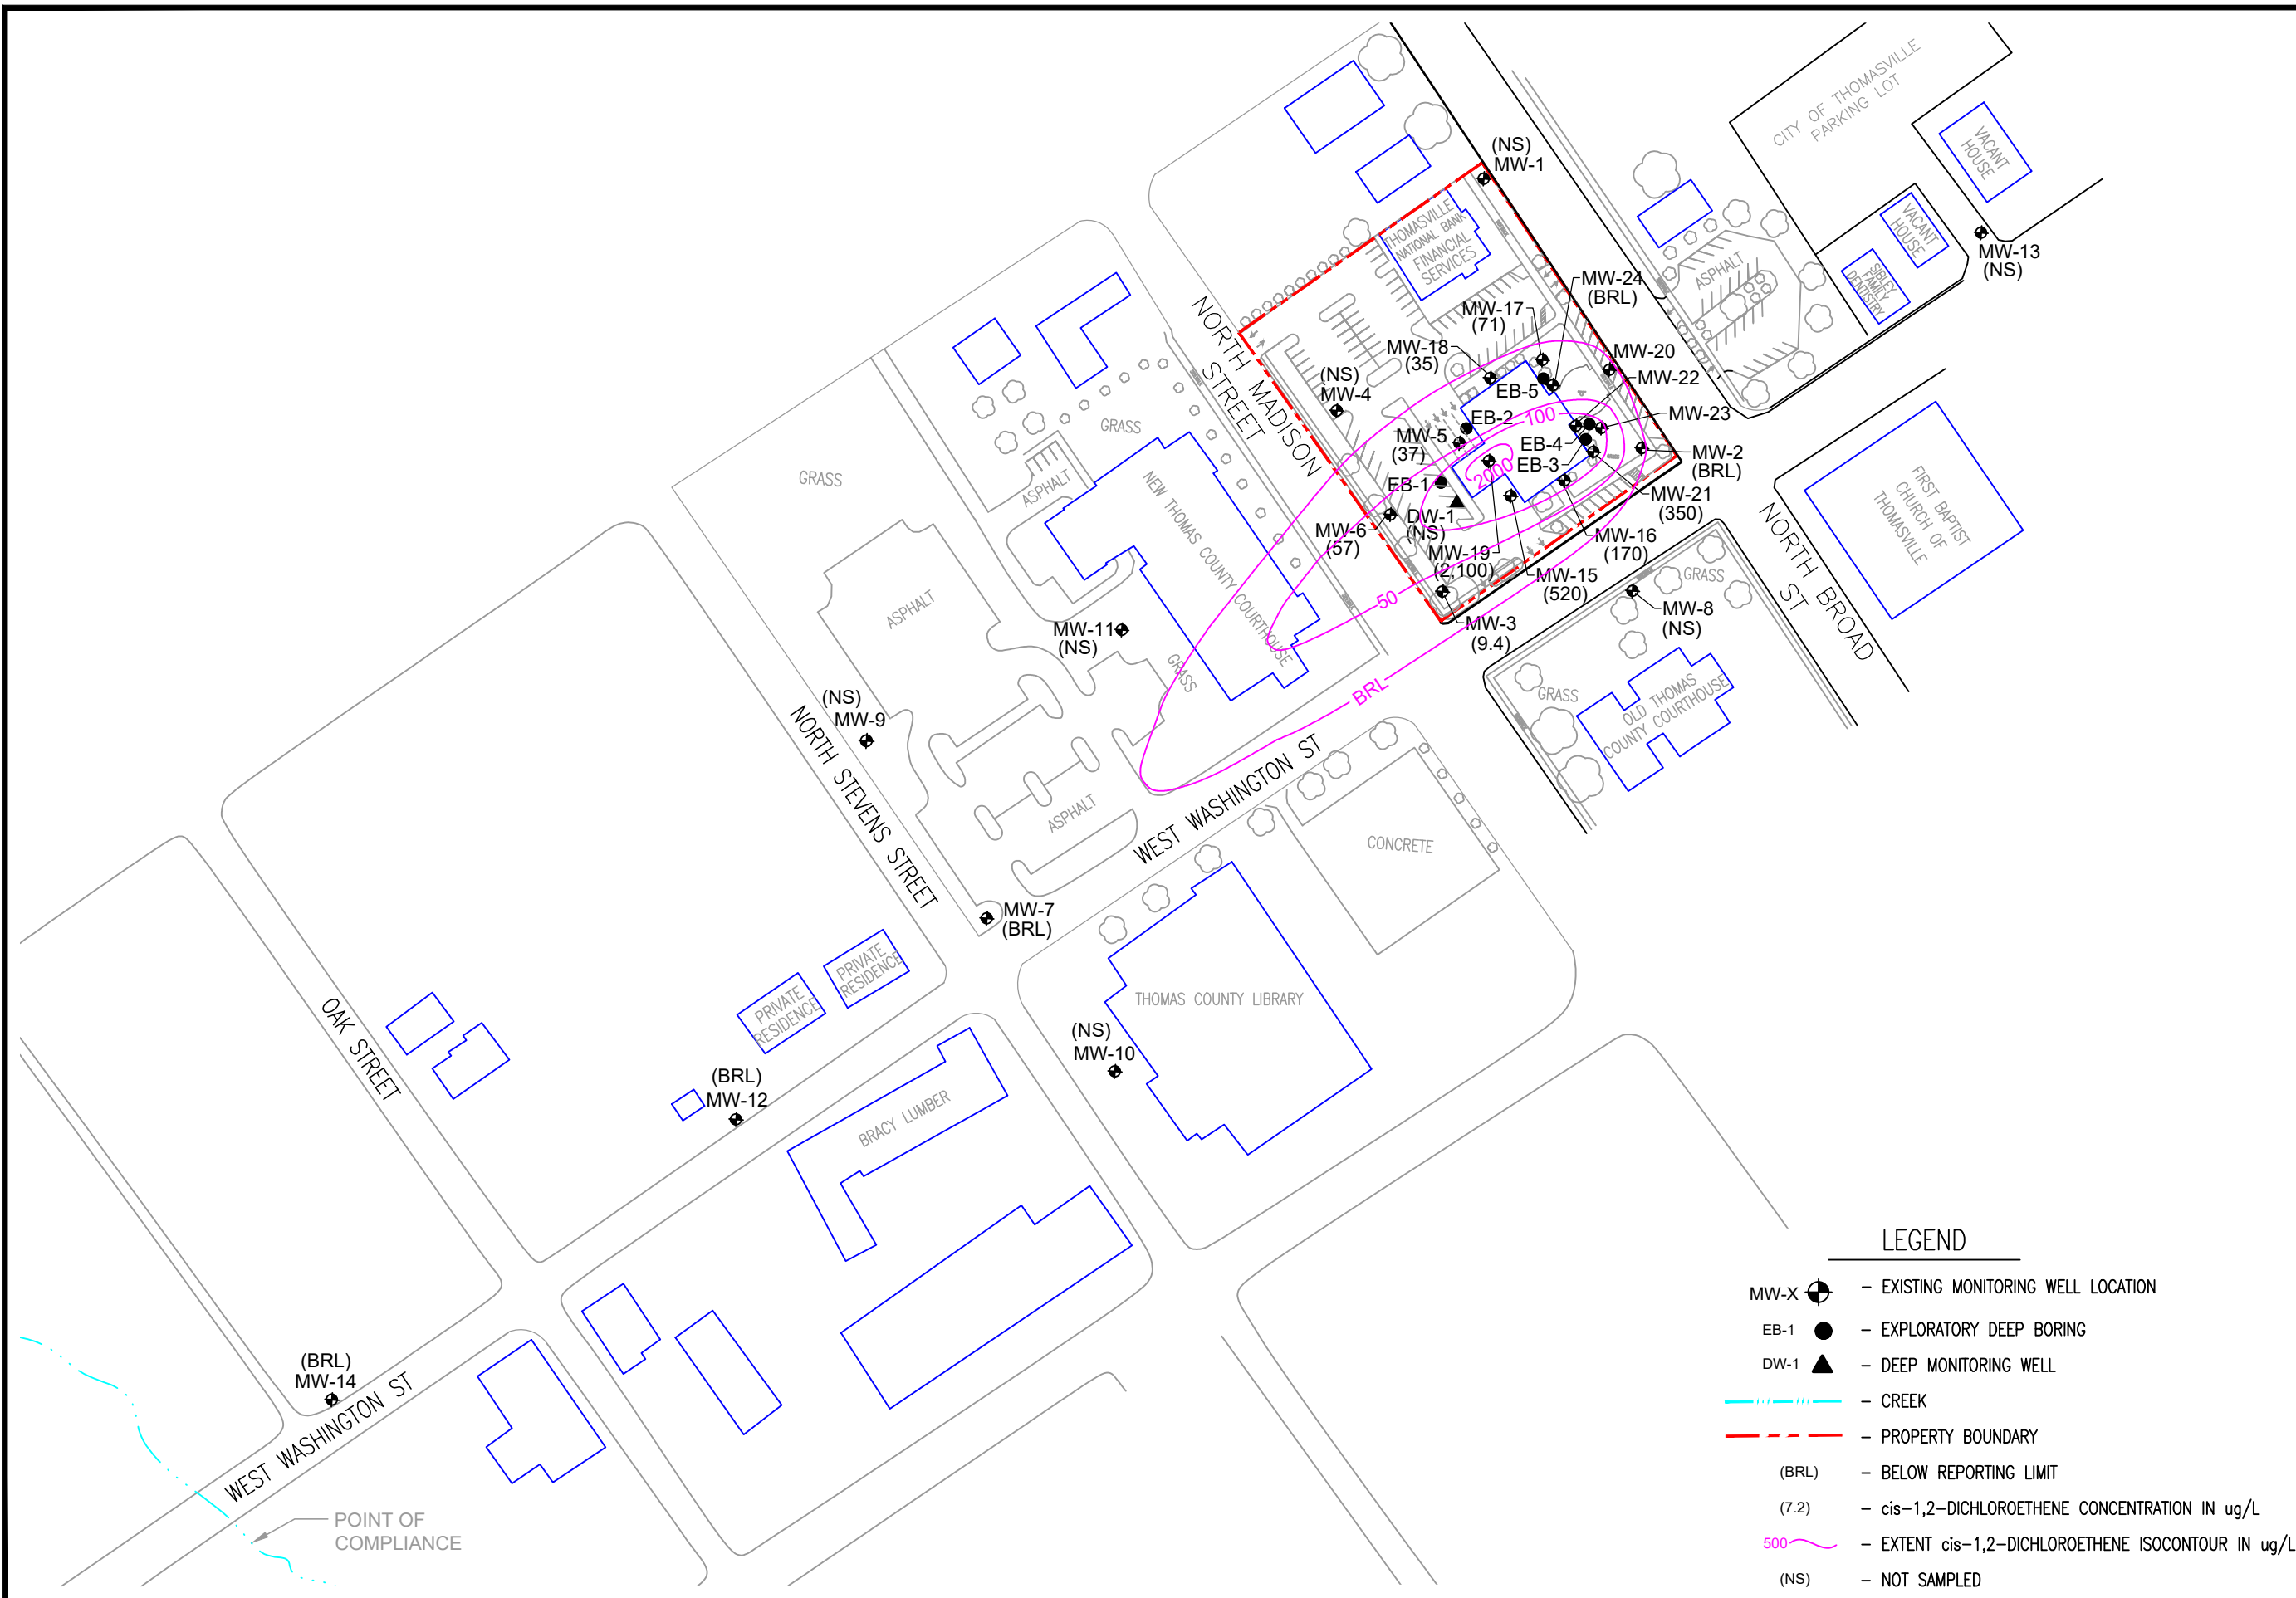 CITY OF THOMASVILLE
PARKING LOT
VACANT
HOUSE
VACANT
HOUSE
SIBLEY
FAMILY
DENTISTRY
MW-13
(NS)
(NS)
MW-1
THOMASVILLE
NATIONAL BANK
FINANCIAL
SERVICES
ASPHALT
MW-24
(BRL)
MW-17
(71)
MW-18
(35)
MW-20
MW-22
MW-23
(NS)
MW-4
EB-5
EB-2
100
MW-5
(37)
EB-4
EB-3
MW-2
(BRL)
2000
EB-1
MW-21
(350)
DW-1
(NS)
MW-6
(57)
MW-16
(170)
MW-19
(2,100)
MW-15
(520)
50
MW-3
(9.4)
BRL
NORTH MADISON
STREET
GRASS
GRASS
ASPHALT
NEW THOMAS COUNTY COURTHOUSE
ASPHALT
MW-11
(NS)
GRASS
FIRST BAPTIST
CHURCH OF
THOMASVILLE
NORTH BROAD
ST
GRASS
MW-8
(NS)
GRASS
OLD THOMAS
COUNTY COURTHOUSE
(NS)
MW-9
NORTH STEVENS STREET
ASPHALT
WEST WASHINGTON ST
CONCRETE
MW-7
(BRL)
PRIVATE
RESIDENCE
PRIVATE
RESIDENCE
THOMAS COUNTY LIBRARY
(NS)
MW-10
OAK STREET
(BRL)
MW-12
BRACY LUMBER
(BRL)
MW-14
WEST WASHINGTON ST
POINT OF
COMPLIANCE
LEGEND
MW-X - EXISTING MONITORING WELL LOCATION
EB-1 - EXPLORATORY DEEP BORING
DW-1 - DEEP MONITORING WELL
- CREEK
- PROPERTY BOUNDARY
(BRL) - BELOW REPORTING LIMIT
(7.2) - cis-1,2-DICHLOROETHENE CONCENTRATION IN ug/L
500 - EXTENT cis-1,2-DICHLOROETHENE ISOCONTOUR IN ug/L
(NS) - NOT SAMPLED